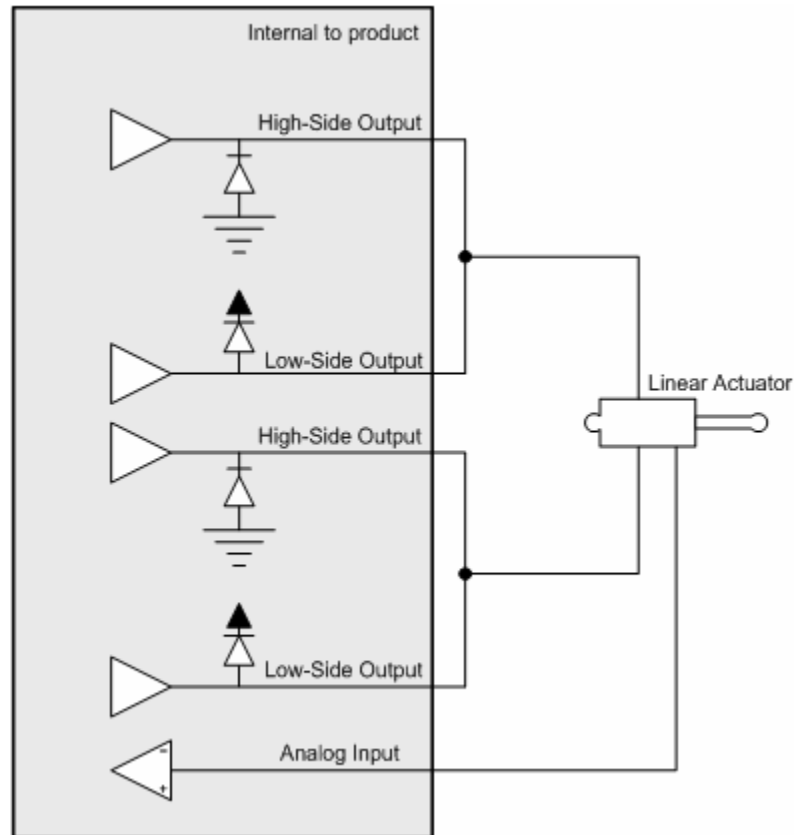 Internal to product
High-Side Output
Low-Side Output
Linear Actuator
High-Side Output
Low-Side Output
Analog Input
-
+